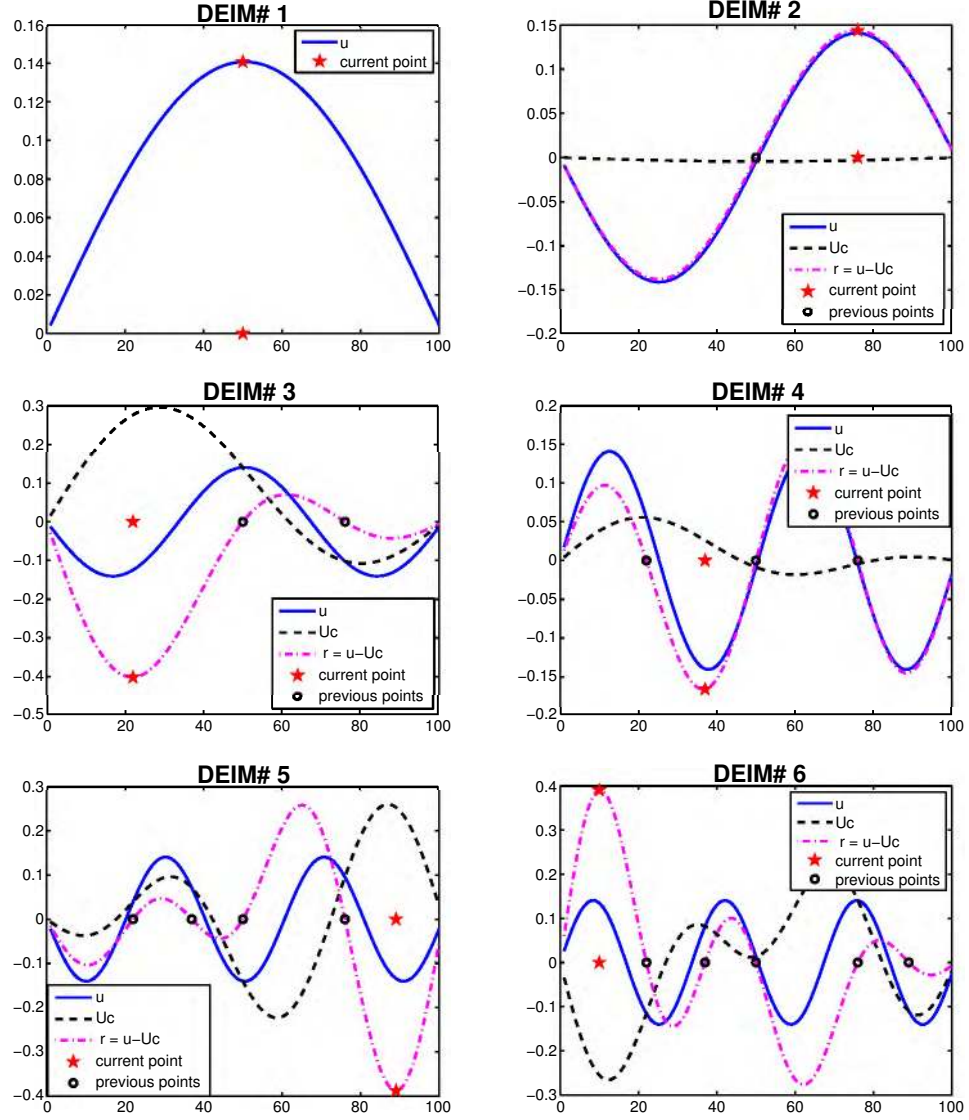 DEIM# 1
0.16
0.14
0.12
0.1
0.08
0.06
0.04
0.02
0
0 20 40 60 80 100
u
current point
DEIM# 2
0.15
0.1
0.05
0
−0.05
−0.1
−0.15
−0.2
0 20 40 60 80 100
u
Uc
r = u−Uc
current point
previous points
DEIM# 3
0.3
0.2
0.1
0
−0.1
−0.2
−0.3
−0.4
−0.5
0 20 40 60 80 100
u
Uc
r = u−Uc
current point
previous points
DEIM# 4
0.2
0.15
0.1
0.05
0
−0.05
−0.1
−0.15
−0.2
0 20 40 60 80 100
u
Uc
r = u−Uc
current point
previous points
DEIM# 5
0.3
0.2
0.1
0
−0.1
−0.2
−0.3
−0.4
0 20 40 60 80 100
u
Uc
r = u−Uc
current point
previous points
DEIM# 6
0.4
0.3
0.2
0.1
0
−0.1
−0.2
−0.3
0 20 40 60 80 100
u
Uc
r = u−Uc
current point
previous points